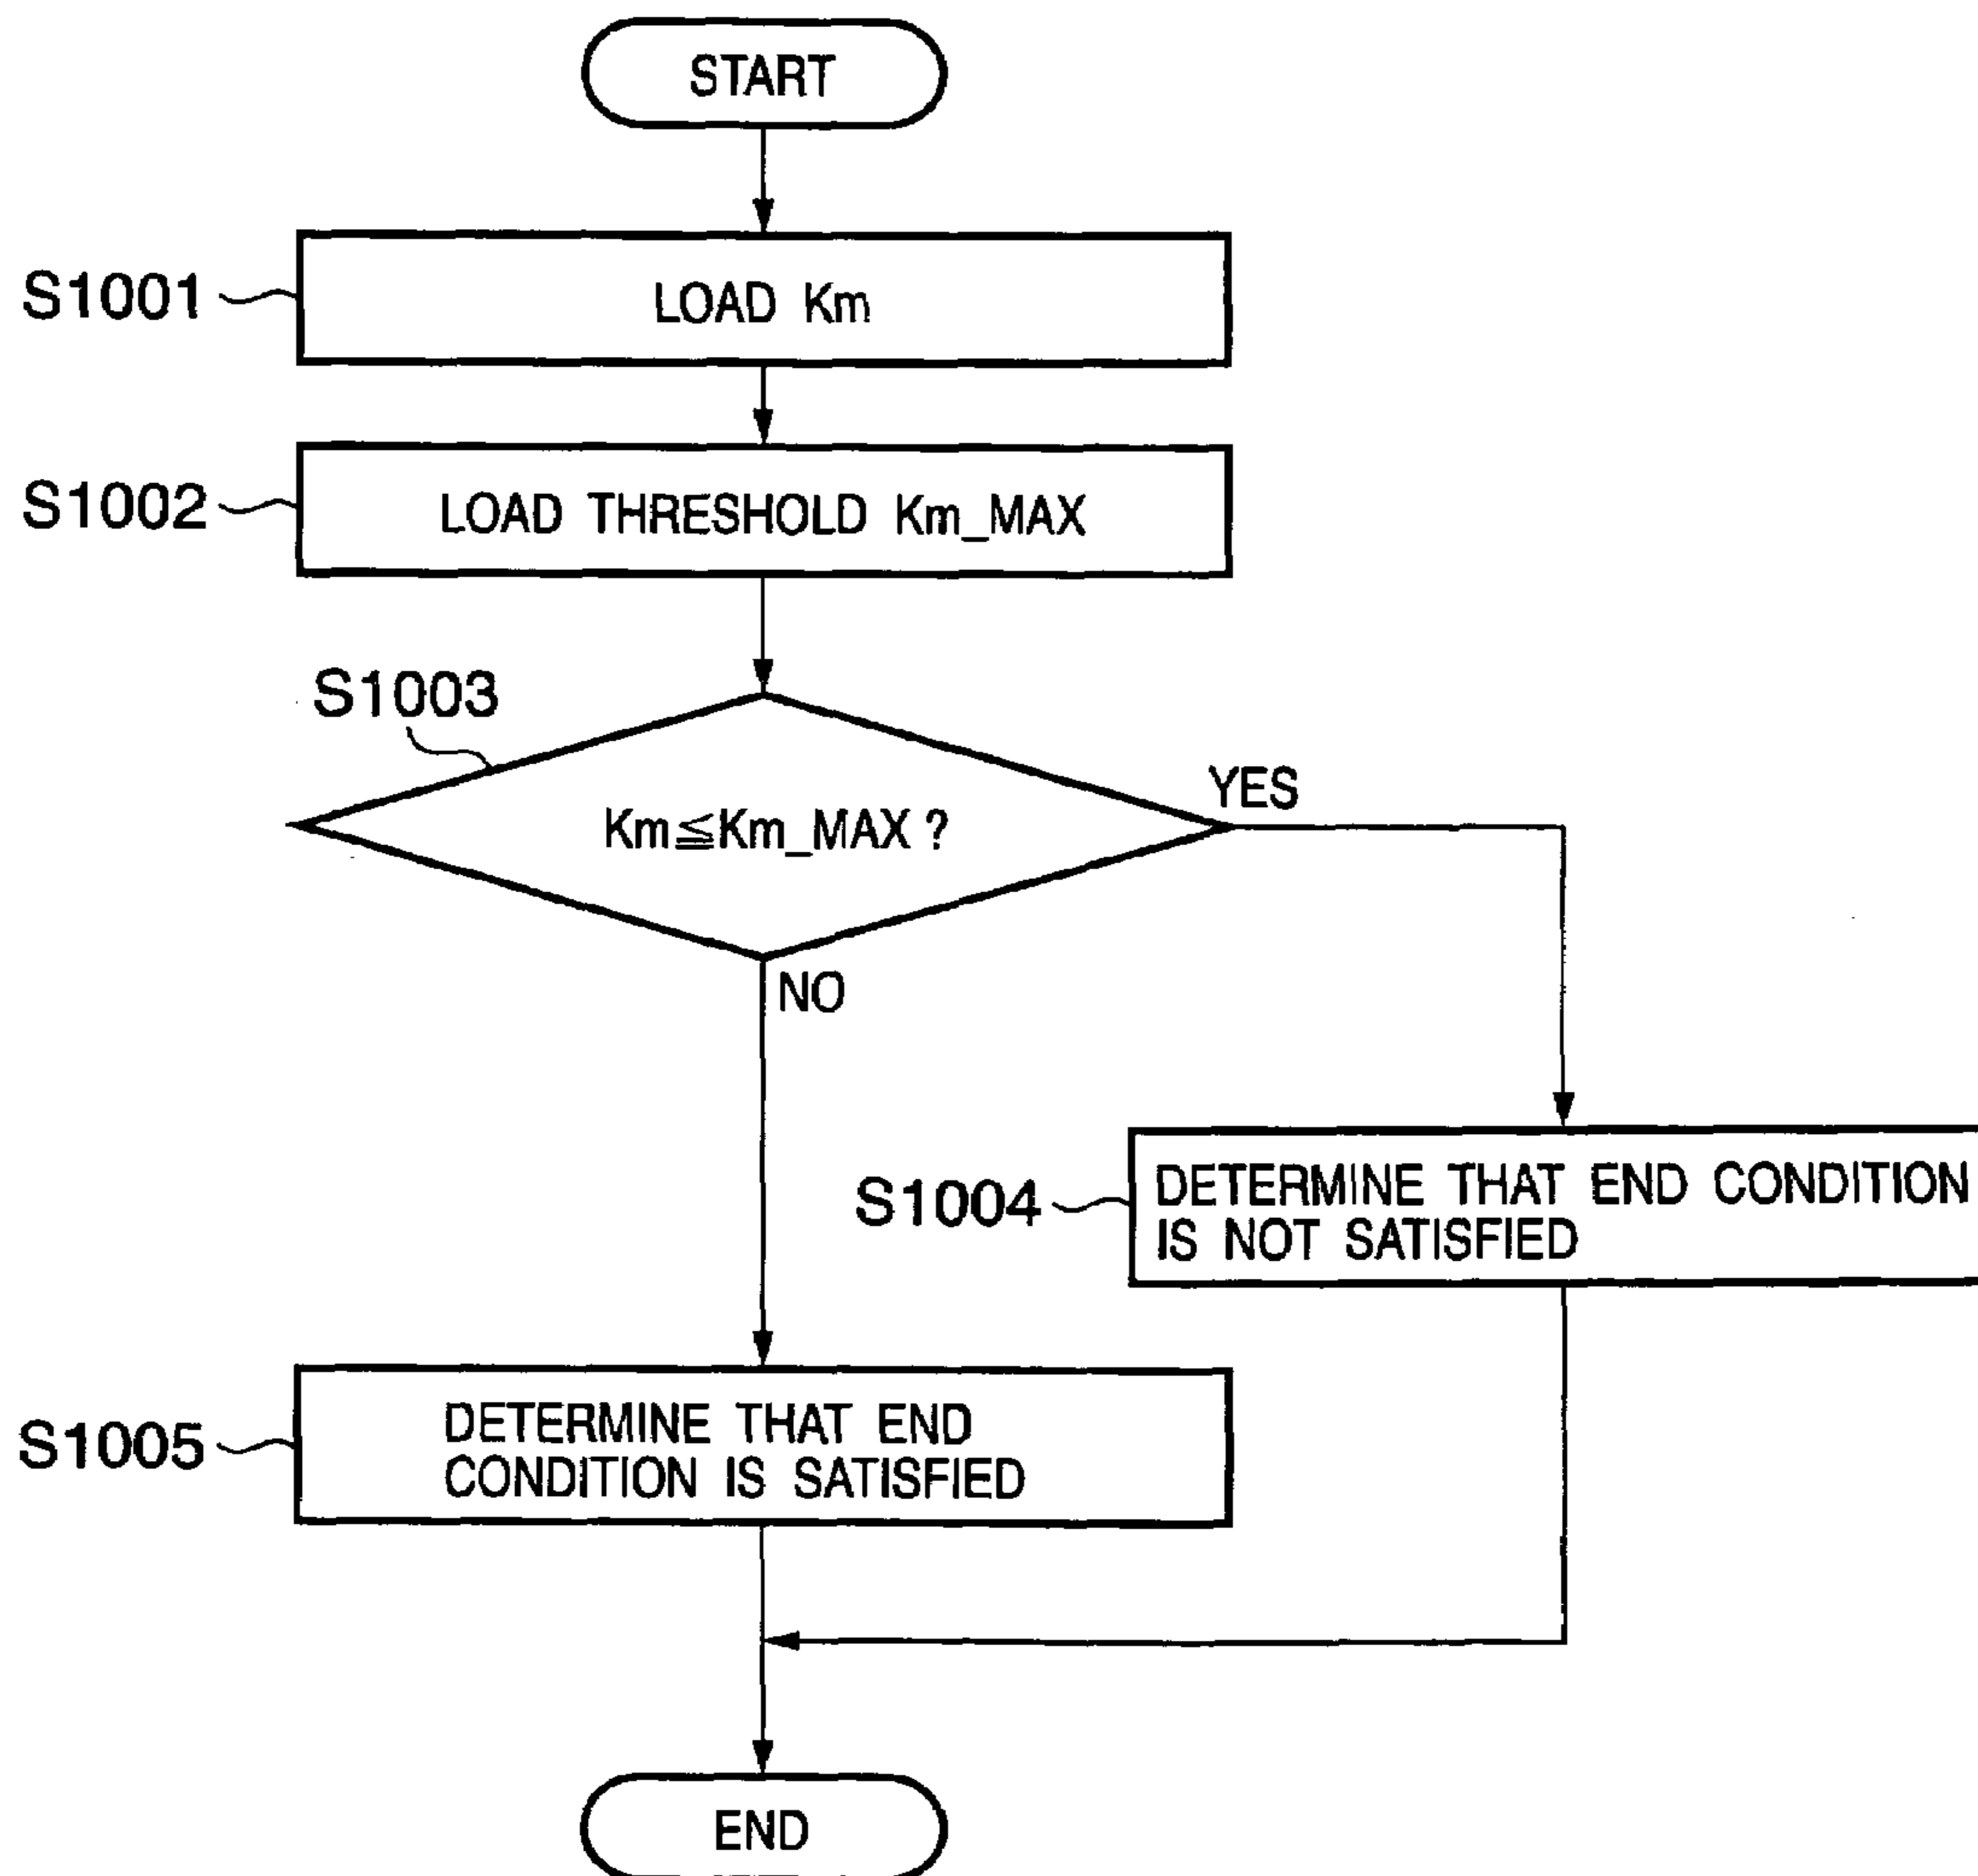 START
S1001
LOAD Km
S1002
LOAD THRESHOLD Km_MAX
S1003
Km≦Km_MAX ?
YES
NO
S1004
DETERMINE THAT END CONDITION
IS NOT SATISFIED
S1005
DETERMINE THAT END
CONDITION IS SATISFIED
END